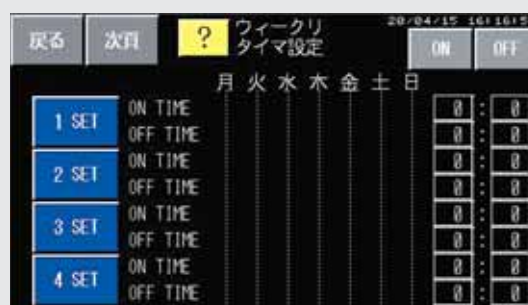 戻る 次頁 ? ウィークリ 20/04/15 16:16:5
タイマ設定 ON OFF
月 火 水 木 金 土 日
1 SET ON TIME 0 : 0
OFF TIME 0 : 0
2 SET ON TIME 0 : 0
OFF TIME 0 : 0
3 SET ON TIME 0 : 0
OFF TIME 0 : 0
4 SET ON TIME 0 : 0
OFF TIME 0 : 0